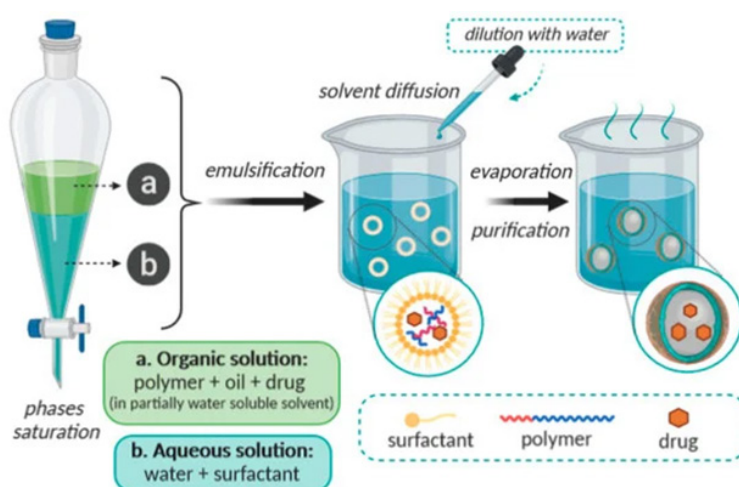 dilution with water
solvent diffusion
a
b
emulsification
evaporation
purification
phases
saturation
a. Organic solution:
polymer + oil + drug
(in partially water soluble solvent)
b. Aqueous solution:
water + surfactant
surfactant
polymer
drug